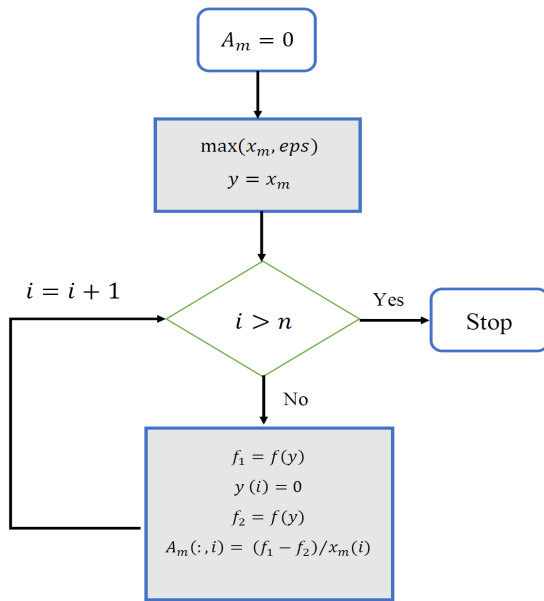 A_m = 0
max(x_m, eps)
y = x_m
i = i + 1
i > n
Yes
Stop
No
f_1 = f(y)
y (i) = 0
f_2 = f(y)
A_m(:, i) = (f_1 − f_2)/x_m(i)